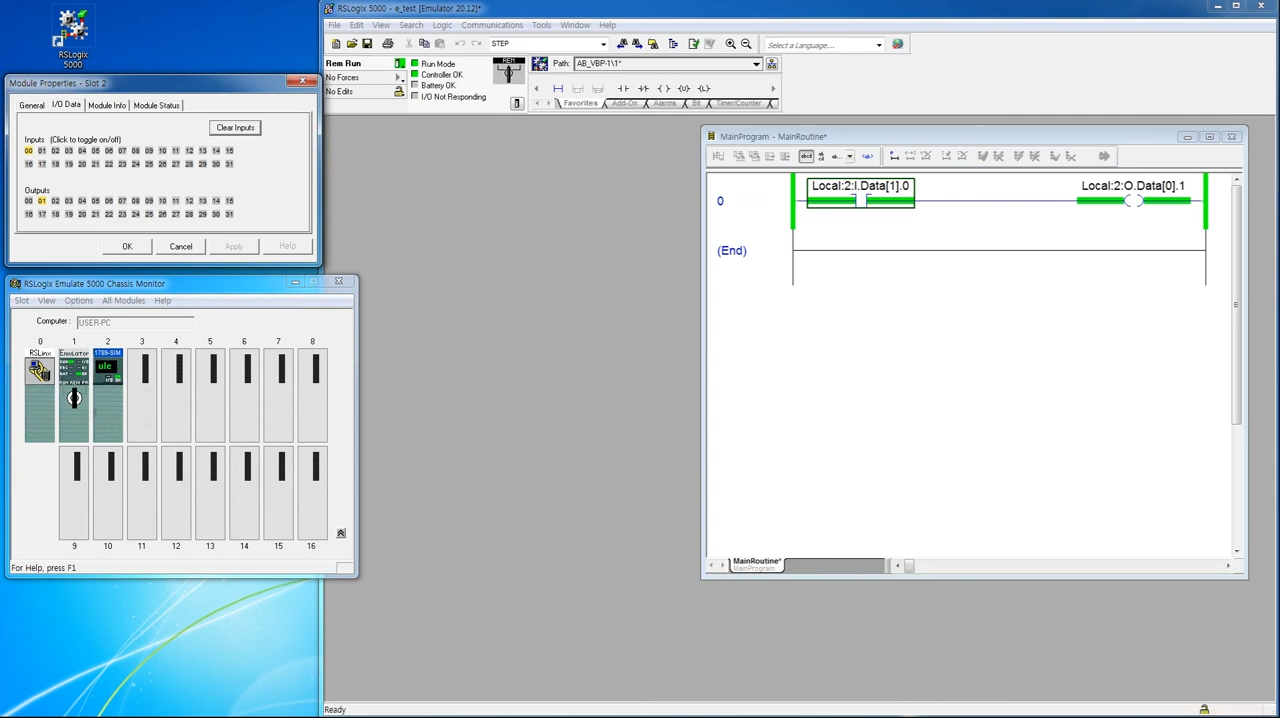 RSLogix
5000
Module Properties - Slot 2
General
I/O Data
Module Info
Module Status
Clear Inputs
Inputs (Click to toggle on/off)
00 01 02 03 04 05 06 07 08 09 10 11 12 13 14 15
16 17 18 19 20 21 22 23 24 25 26 27 28 29 30 31
Outputs
00 01 02 03 04 05 06 07 08 09 10 11 12 13 14 15
16 17 18 19 20 21 22 23 24 25 26 27 28 29 30 31
OK
Cancel
Apply
Help
RSLogix Emulate 5000 Chassis Monitor
Slot View Options All Modules Help
Computer :
USER-PC
0 1 2 3 4 5 6 7 8
RSLinx
Emulator
1789-SIM
ule
9 10 11 12 13 14 15 16
For Help, press F1
RSLogix 5000 - e_test [Emulator 20.12]*
File Edit View Search Logic Communications Tools Window Help
STEP
Select a Language...
Rem Run
No Forces
No Edits
Run Mode
Controller OK
Battery OK
I/O Not Responding
REM
Path:
AB_VBP-1\1*
Favorites
Add-On
Alarms
Bit
Timer/Counter
MainProgram - MainRoutine*
Local:2:I.Data[1].0
Local:2:O.Data[0].1
0
(End)
MainRoutine*
MainProgram
Ready